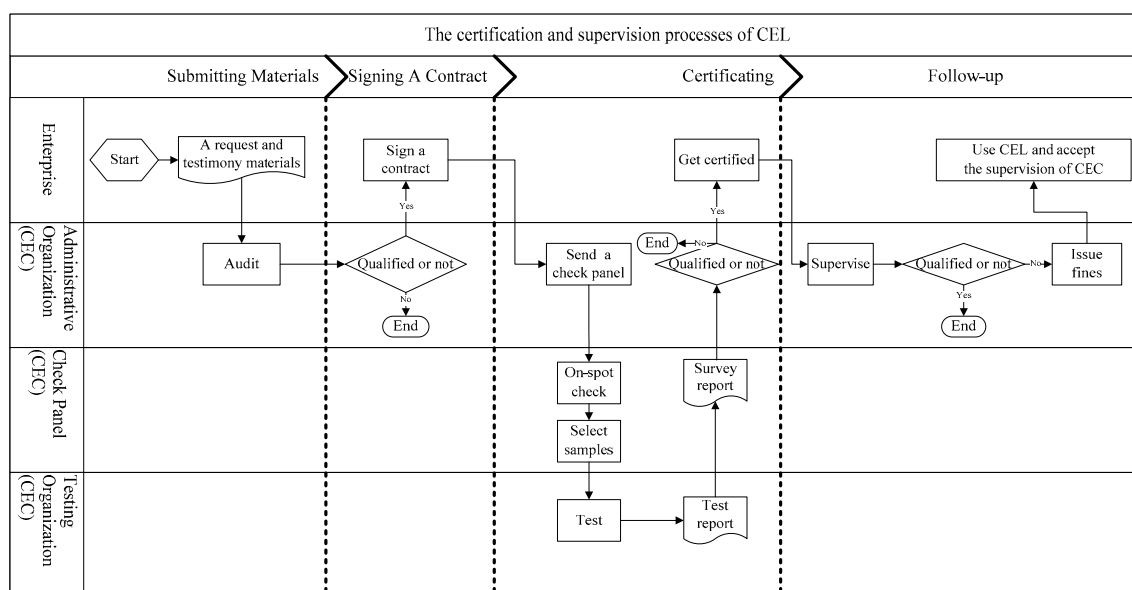 The certification and supervision processes of CEL
Submitting Materials
Signing A Contract
Certificating
Follow-up
Enterprise
Start
A request and
testimony materials
Sign a
contract
Get certified
Use CEL and accept
the supervision of CEC
Yes
Yes
Administrative
Organization
(CEC)
Audit
Qualified or not
No
End
Send a
check panel
End
No
Qualified or not
Supervise
Qualified or not
No
Issue
fines
Yes
End
Check Panel
(CEC)
On-spot
check
Select
samples
Survey
report
Testing
Organization
(CEC)
Test
Test
report